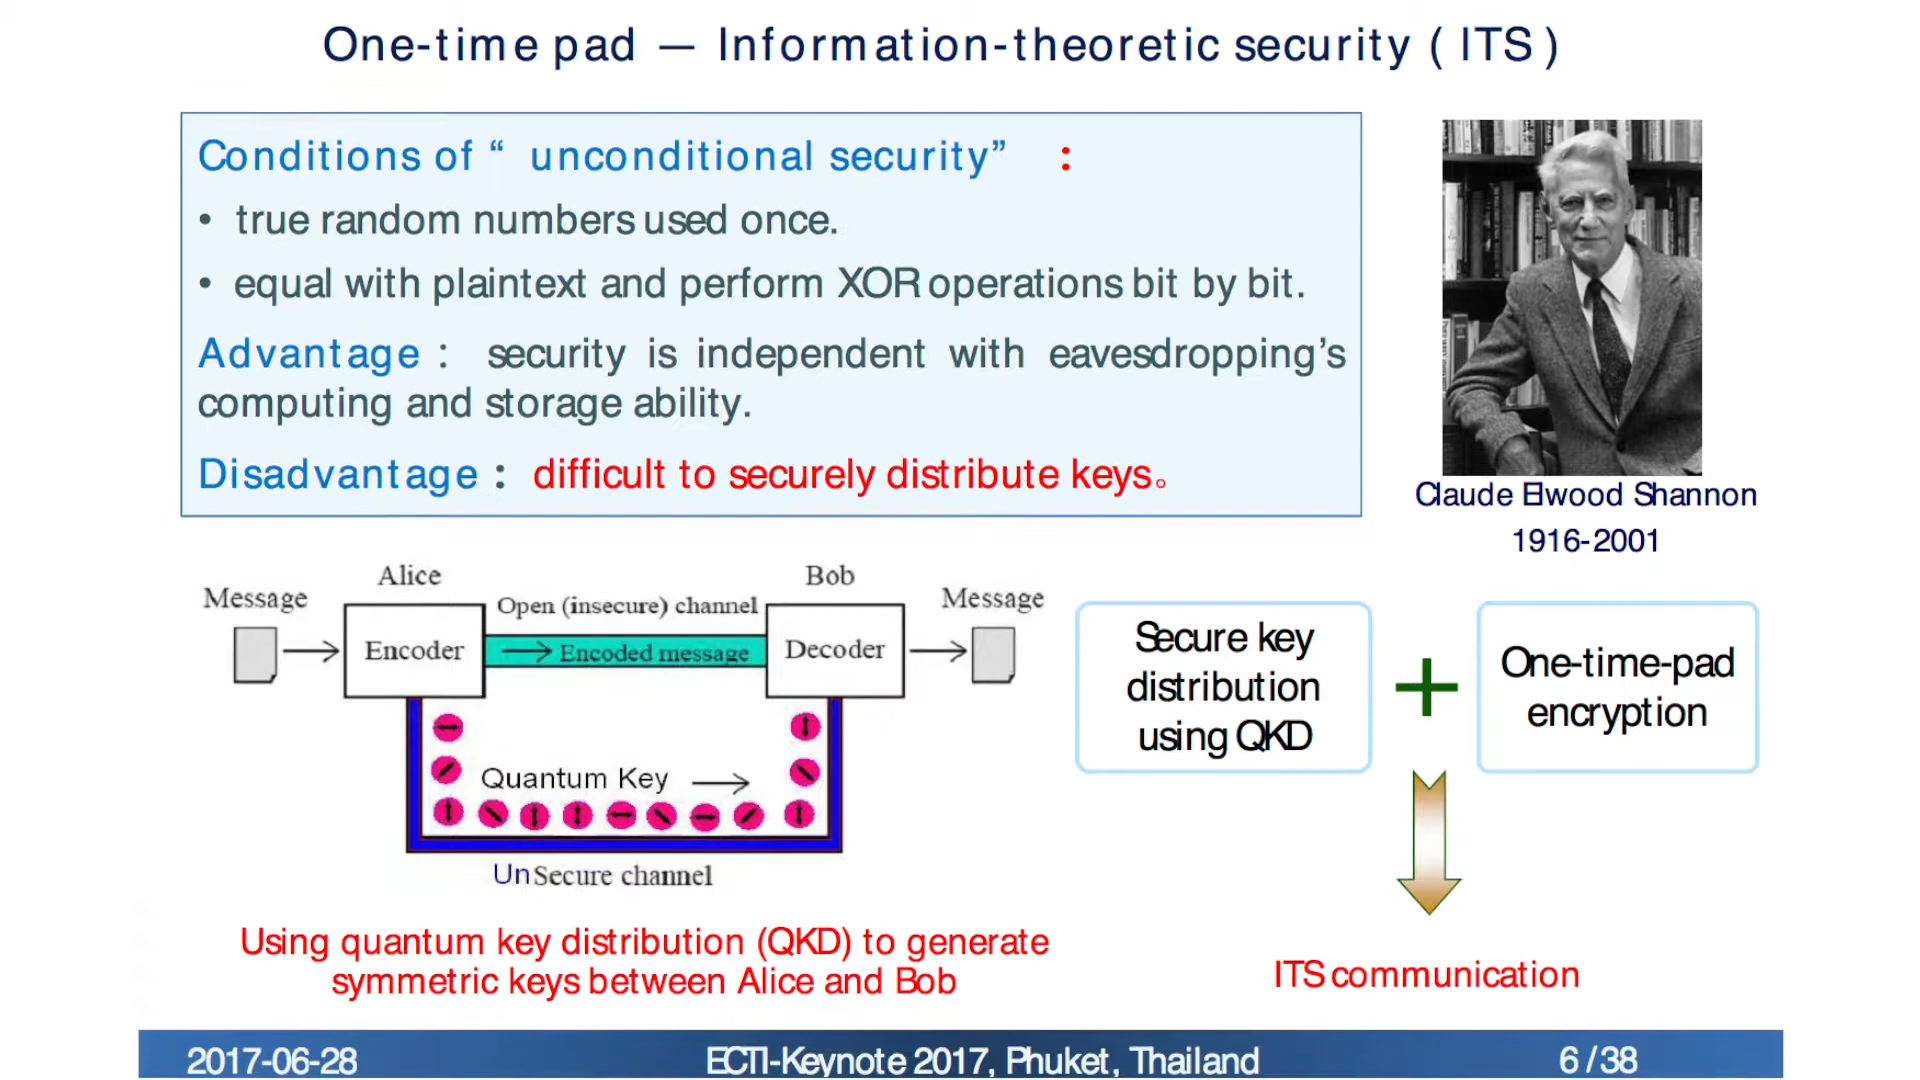 One-time pad — Information-theoretic security ( ITS )
Conditions of “ unconditional security” :
• true random numbers used once.
• equal with plaintext and perform XOR operations bit by bit.
Advantage : security is independent with eavesdropping’s
computing and storage ability.
Disadvantage : difficult to securely distribute keys。
Claude Elwood Shannon
1916-2001
Alice
Bob
Message
Open (insecure) channel
Message
Encoder
Encoded message
Decoder
Quantum Key
UnSecure channel
Using quantum key distribution (QKD) to generate
symmetric keys between Alice and Bob
Secure key
distribution
using QKD
+
One-time-pad
encryption
ITS communication
2017-06-28
ECTI-Keynote 2017, Phuket, Thailand
6 /38